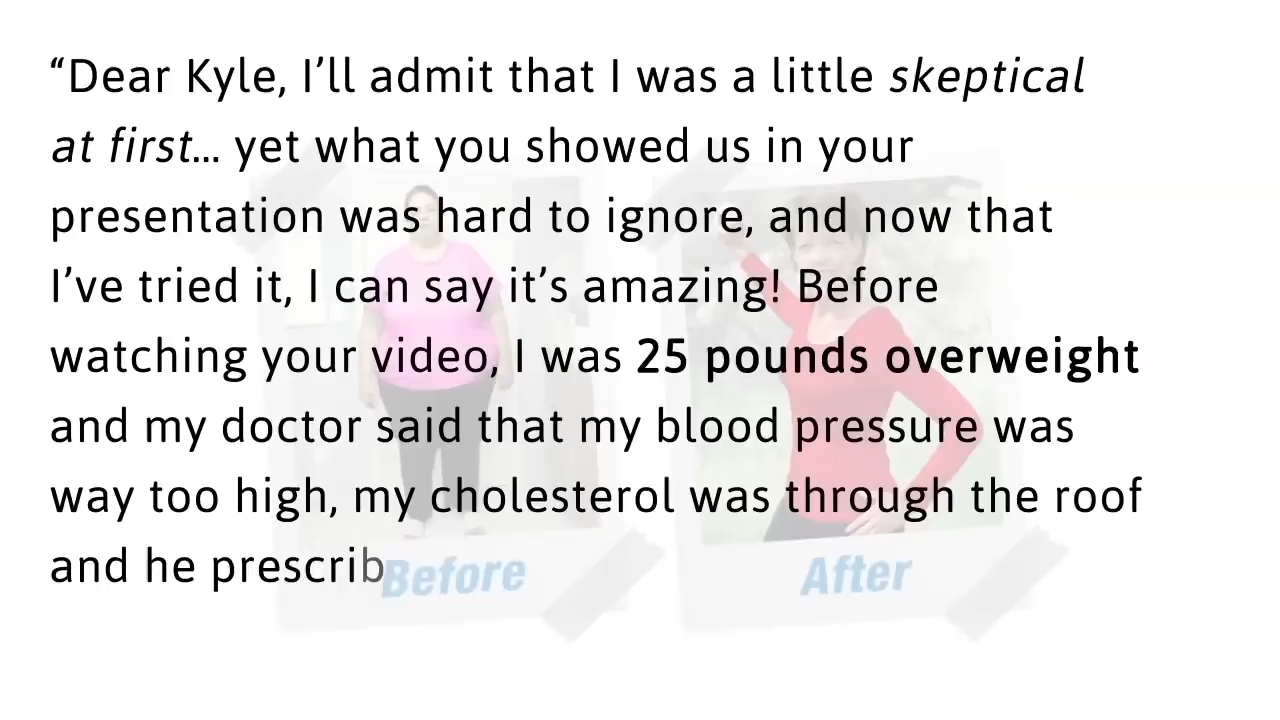 “Dear Kyle, I’ll admit that I was a little skeptical
at first... yet what you showed us in your
presentation was hard to ignore, and now that
I’ve tried it, I can say it’s amazing! Before
watching your video, I was 25 pounds overweight
and my doctor said that my blood pressure was
way too high, my cholesterol was through the roof
and he prescrib
Before
After